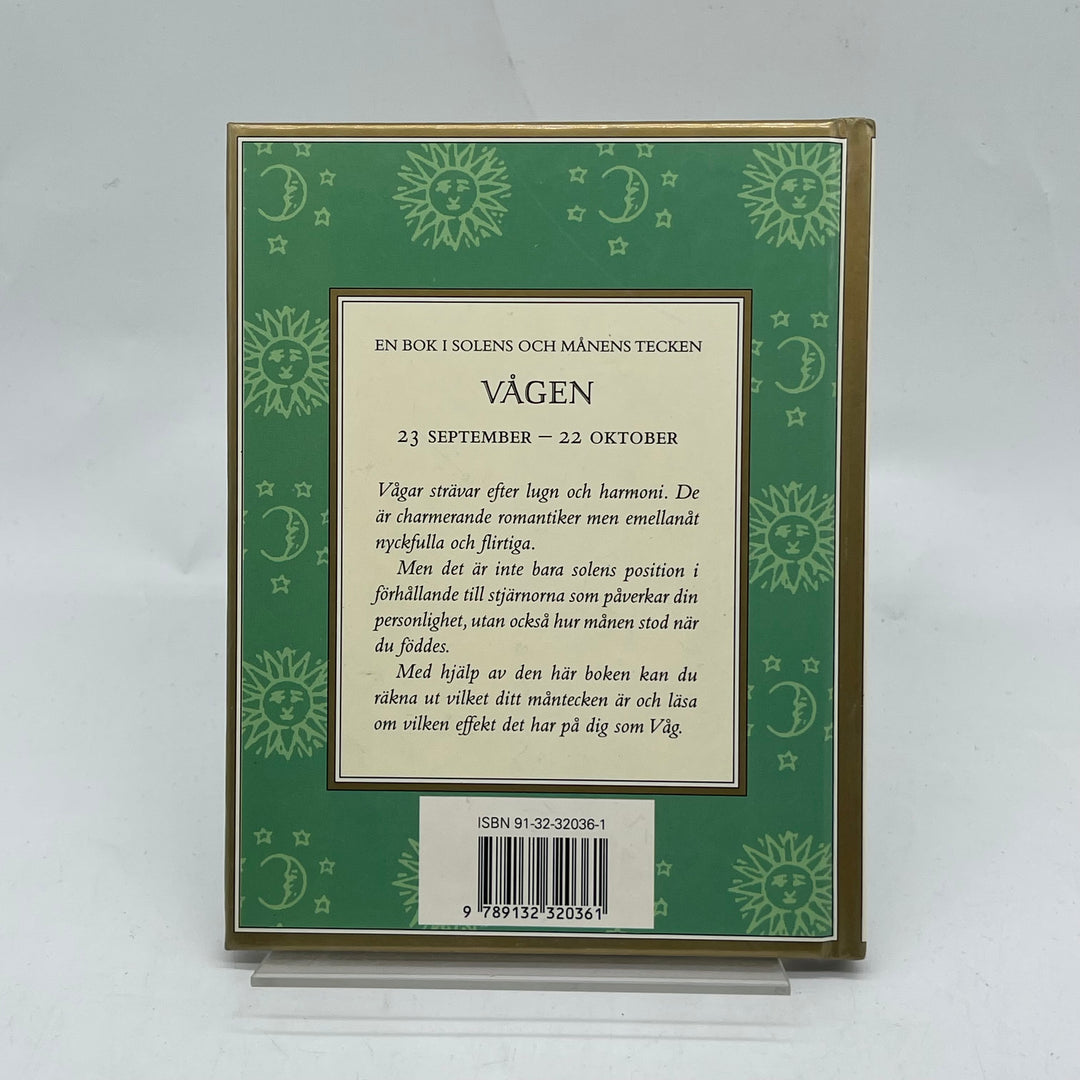 EN BOK I SOLENS OCH MÅNENS TECKEN
VÅGEN
23 SEPTEMBER – 22 OKTOBER
Vågar strävar efter lugn och harmoni. De
är charmerande romantiker men emellanåt
nyckfulla och flirtiga.
Men det är inte bara solens position i
förhållande till stjärnorna som påverkar din
personlighet, utan också hur månen stod när
du föddes.
Med hjälp av den här boken kan du
räkna ut vilket ditt måntecken är och läsa
om vilken effekt det har på dig som Våg.
ISBN 91-32-32036-1
9 789132 320361